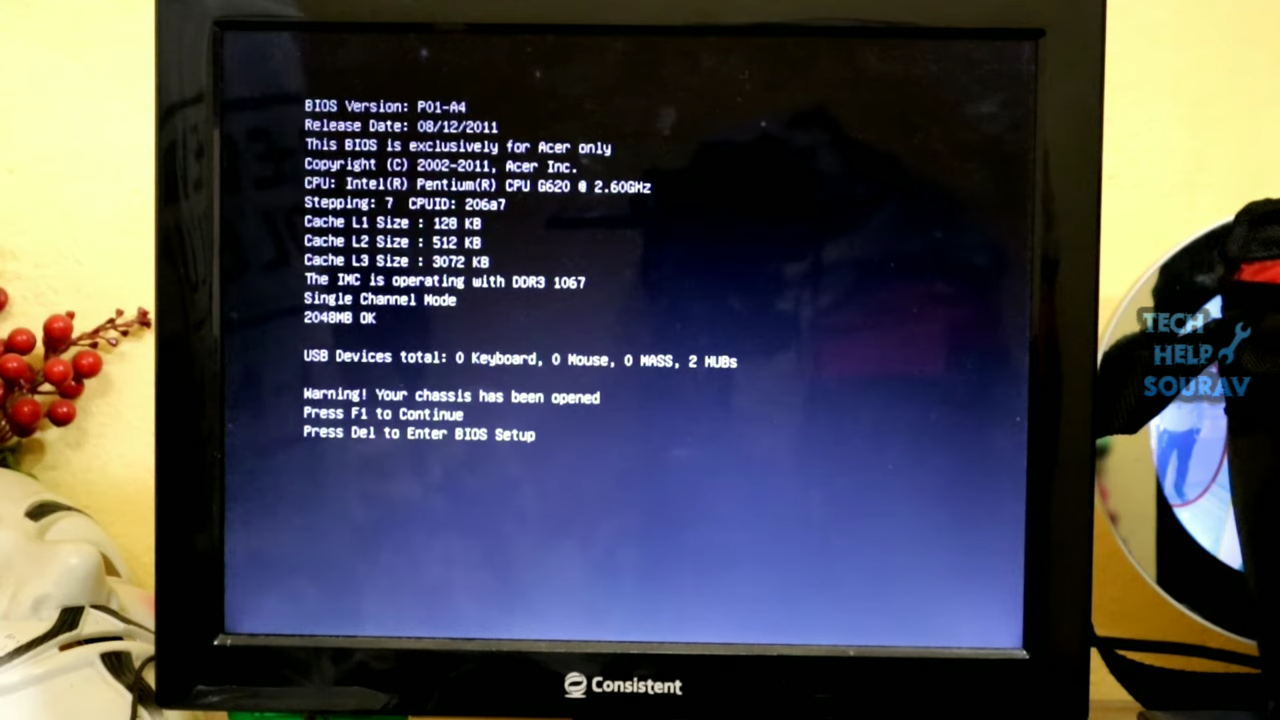 BIOS Version: P01-A4
Release Date: 08/12/2011
This BIOS is exclusively for Acer only
Copyright (C) 2002-2011, Acer Inc.
CPU: Intel(R) Pentium(R) CPU G620 @ 2.60GHz
Stepping: 7  CPUID: 206a7
Cache L1 Size : 128 KB
Cache L2 Size : 512 KB
Cache L3 Size : 3072 KB
The IMC is operating with DDR3 1067
Single Channel Mode
2048MB OK
USB Devices total: 0 Keyboard, 0 Mouse, 0 MASS, 2 HUBs
Warning! Your chassis has been opened
Press F1 to Continue
Press Del to Enter BIOS Setup
TECH
HELP
SOURAV
Consistent